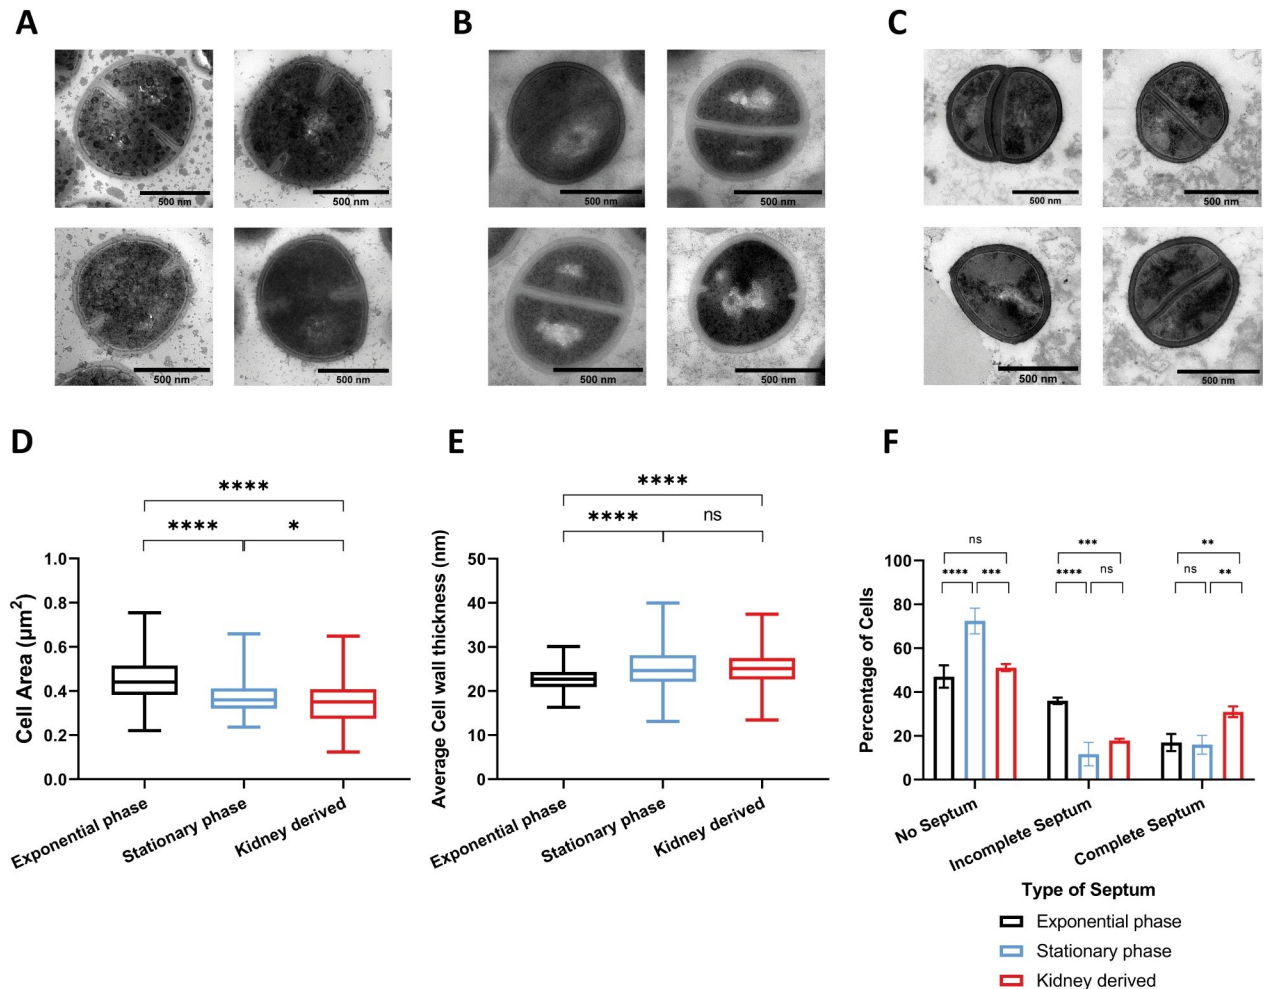 A
B
C
500 nm
500 nm
500 nm
500 nm
500 nm
500 nm
500 nm
500 nm
500 nm
500 nm
500 nm
500 nm
D
****
****
*
Cell Area (µm²)
1.0
0.8
0.6
0.4
0.2
0.0
Exponential phase
Stationary phase
Kidney derived
E
****
****
ns
Average Cell wall thickness (nm)
50
40
30
20
10
0
Exponential phase
Stationary phase
Kidney derived
F
ns
****
***
***
****
ns
**
ns
**
Percentage of Cells
100
80
60
40
20
0
No Septum
Incomplete Septum
Complete Septum
Type of Septum
Exponential phase
Stationary phase
Kidney derived